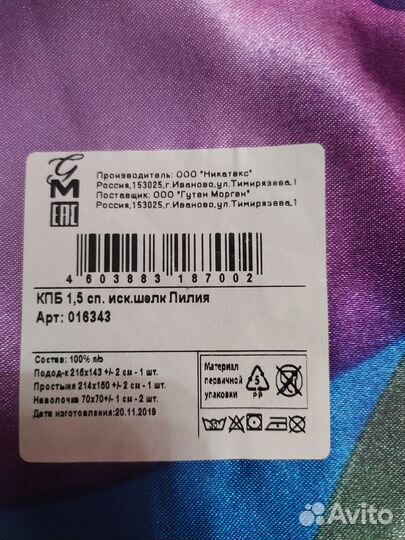 GM
Производитель: ООО "Никатекс"
Россия,153025,г.Иваново,ул.Тимирязева,1
Поставщик: ООО "Гутен Морген"
Россия,153025,г.Иваново,ул.Тимирязева,1
EAC
4 603883 187002
КПБ 1,5 сп. иск.шелк Лилия
Арт: 016343
Состав: 100% п/э
Подод-к 215х143 +/- 2 см - 1 шт.
Простыня 214х150 +/- 2 см - 1 шт.
Наволочка 70х70+/- 1 см - 2 шт.
Дата изготовления:20.11.2019
Материал
первичной
упаковки
5
PP
Avito